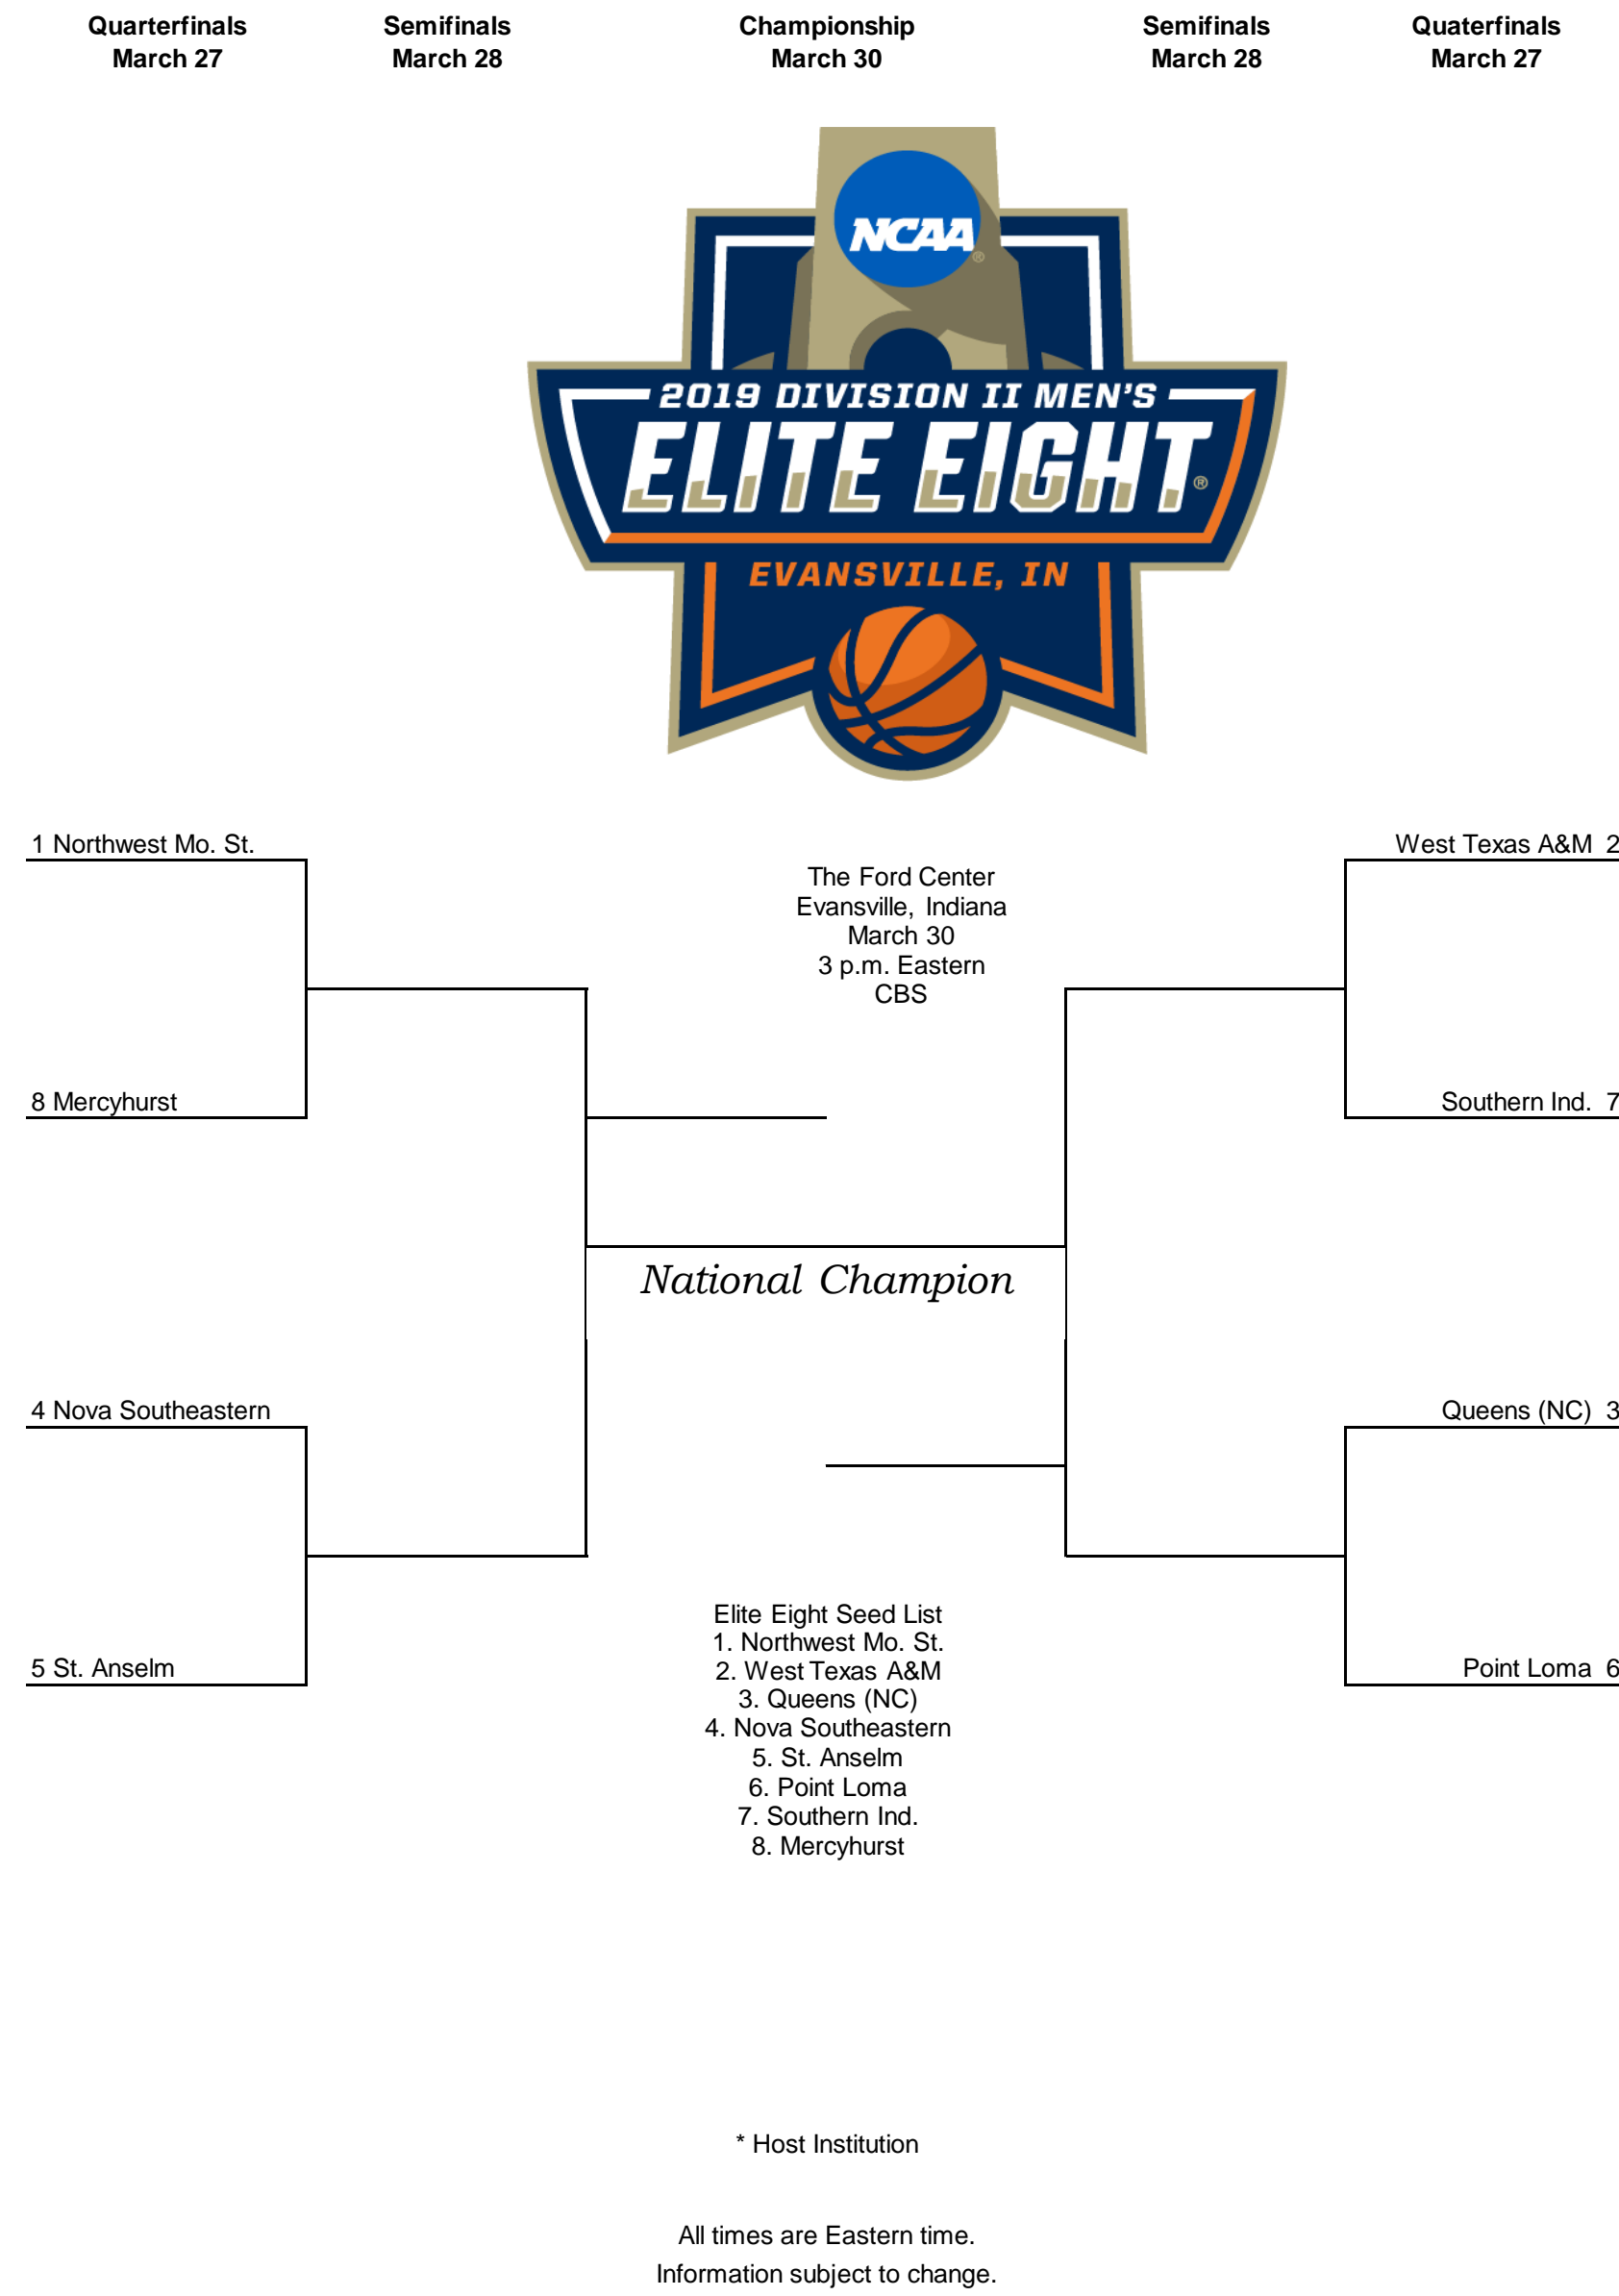 Quarterfinals Semifinals Championship Semifinals Quaterfinals
March 27 March 28 March 30 March 28 March 27
NCAA®
2019 DIVISION II MEN'S
ELITE EIGHT®
EVANSVILLE, IN
1 Northwest Mo. St.
West Texas A&M 2
The Ford Center
Evansville, Indiana
March 30
3 p.m. Eastern
CBS
8 Mercyhurst
Southern Ind. 7
National Champion
4 Nova Southeastern
Queens (NC) 3
Elite Eight Seed List
1. Northwest Mo. St.
5 St. Anselm
Point Loma 6
2. West Texas A&M
3. Queens (NC)
4. Nova Southeastern
5. St. Anselm
6. Point Loma
7. Southern Ind.
8. Mercyhurst
* Host Institution
All times are Eastern time.
Information subject to change.